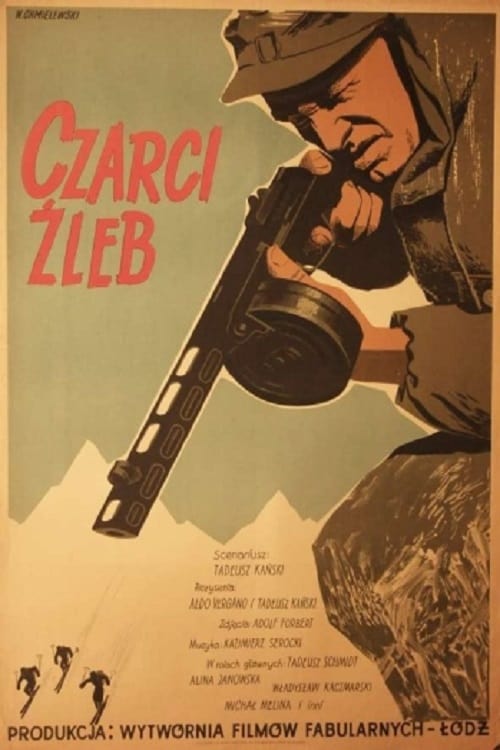 W. CHMIELEWSKI
CZARCI
ŻLEB
Scenariusz:
TADEUSZ KAŃSKI
Reżyseria:
ALDO VERGANO / TADEUSZ KAŃSKI
Zdjęcia: ADOLF FORBERT
Muzyka: KAZIMIERZ SEROCKI
W rolach głównych: TADEUSZ SCHMIDT
ALINA JANOWSKA
WŁADYSŁAW KACZMARSKI
MICHAŁ MELINA i inni
PRODUKCJA: WYTWÓRNIA FILMÓW FABULARNYCH - ŁÓDŹ